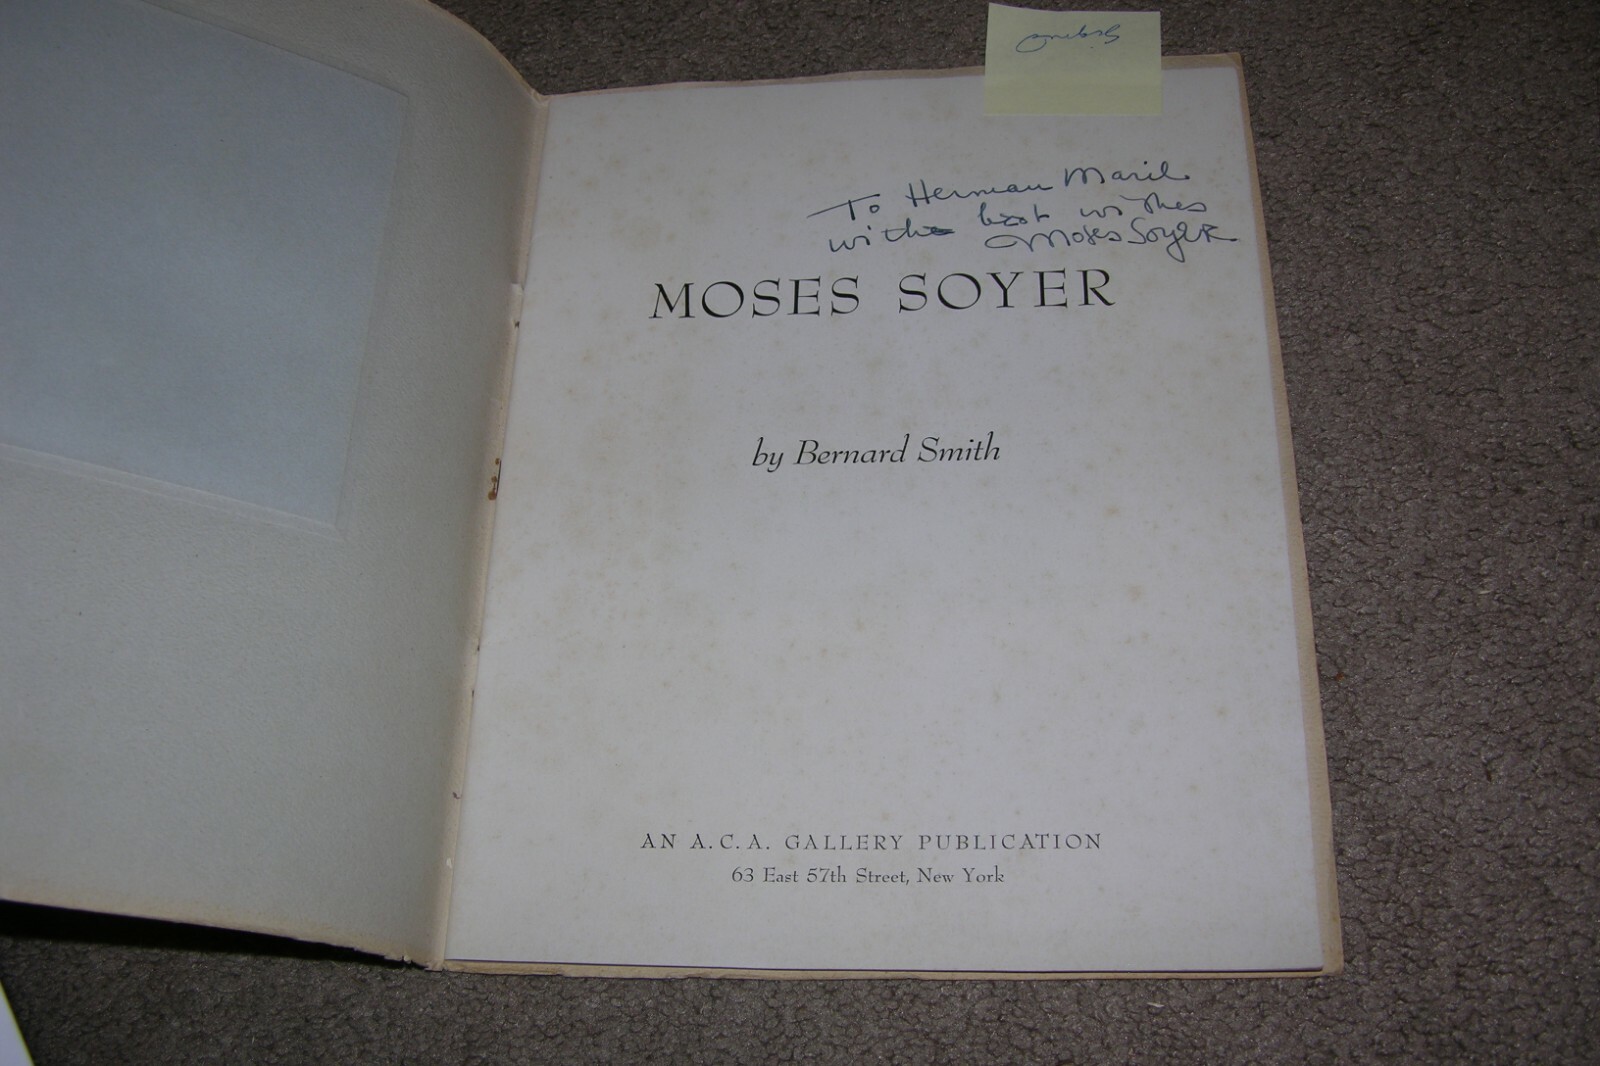 Signed
To Herman Maril
with best wishes
Moses Soyer
MOSES SOYER
by Bernard Smith
AN A.C.A. GALLERY PUBLICATION
63 East 57th Street, New York